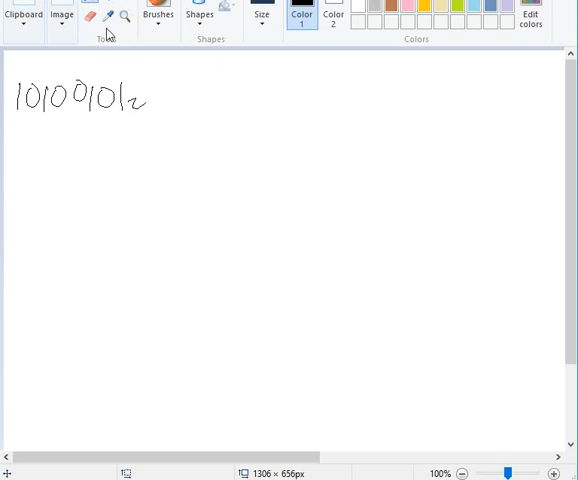 Clipboard
Image
Tools
Brushes
Shapes
Shapes
Size
Color 1
Color 2
Edit colors
Colors
10100101₂
1306 × 656px
100%